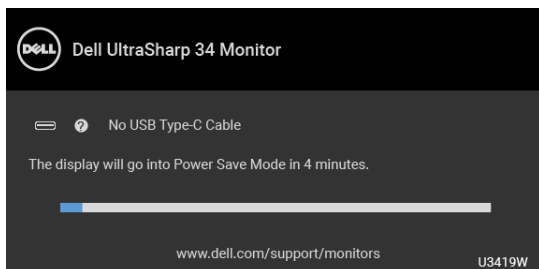 DELL
Dell UltraSharp 34 Monitor
? No USB Type-C Cable
The display will go into Power Save Mode in 4 minutes.
www.dell.com/support/monitors
U3419W